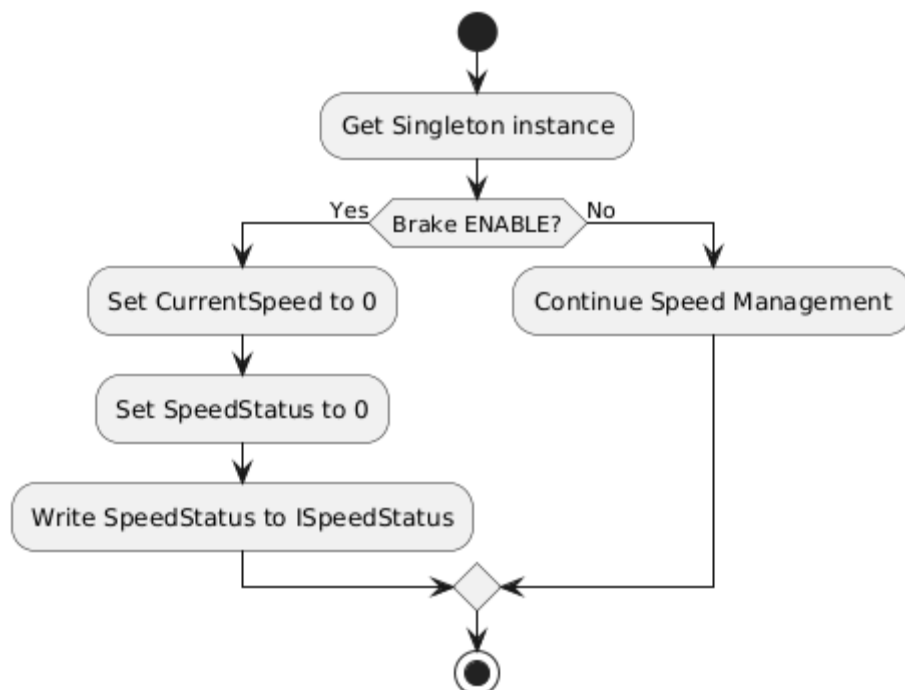 Get Singleton instance
Yes
Brake ENABLE?
No
Set CurrentSpeed to 0
Continue Speed Management
Set SpeedStatus to 0
Write SpeedStatus to ISpeedStatus